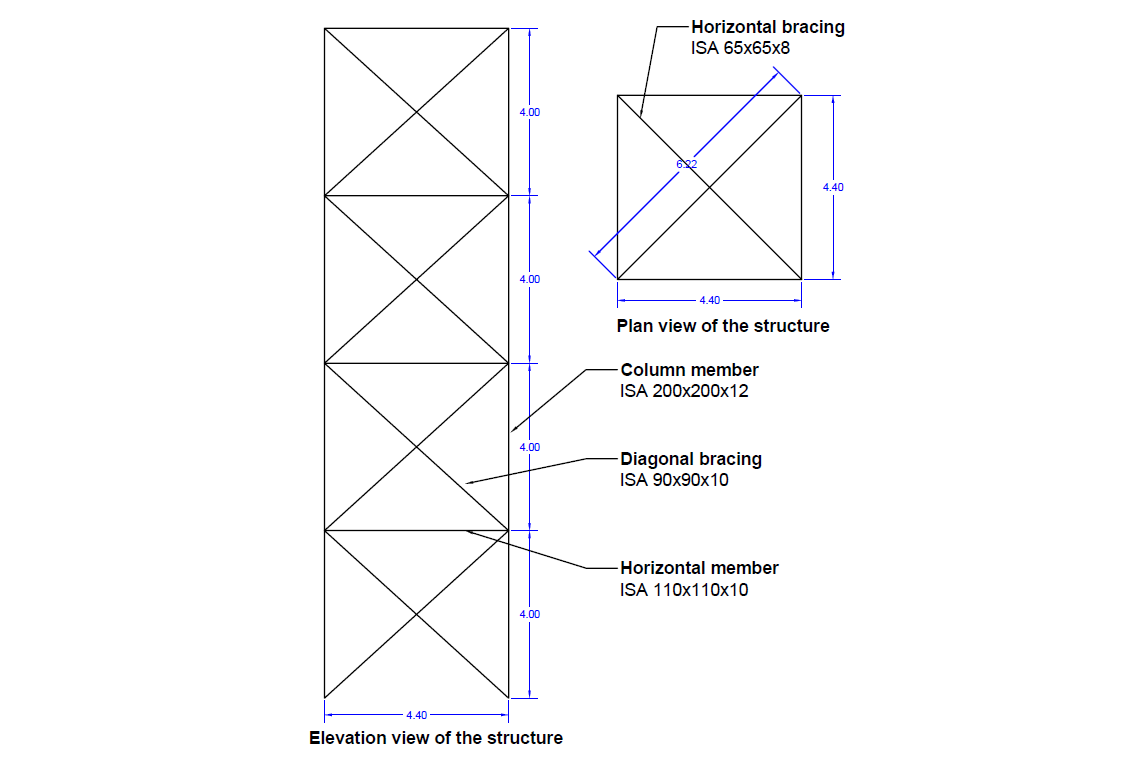 Horizontal bracing
ISA 65x65x8
4.00
6.22
4.40
4.00
4.40
Plan view of the structure
Column member
ISA 200x200x12
4.00
Diagonal bracing
ISA 90x90x10
Horizontal member
ISA 110x110x10
4.00
4.40
Elevation view of the structure